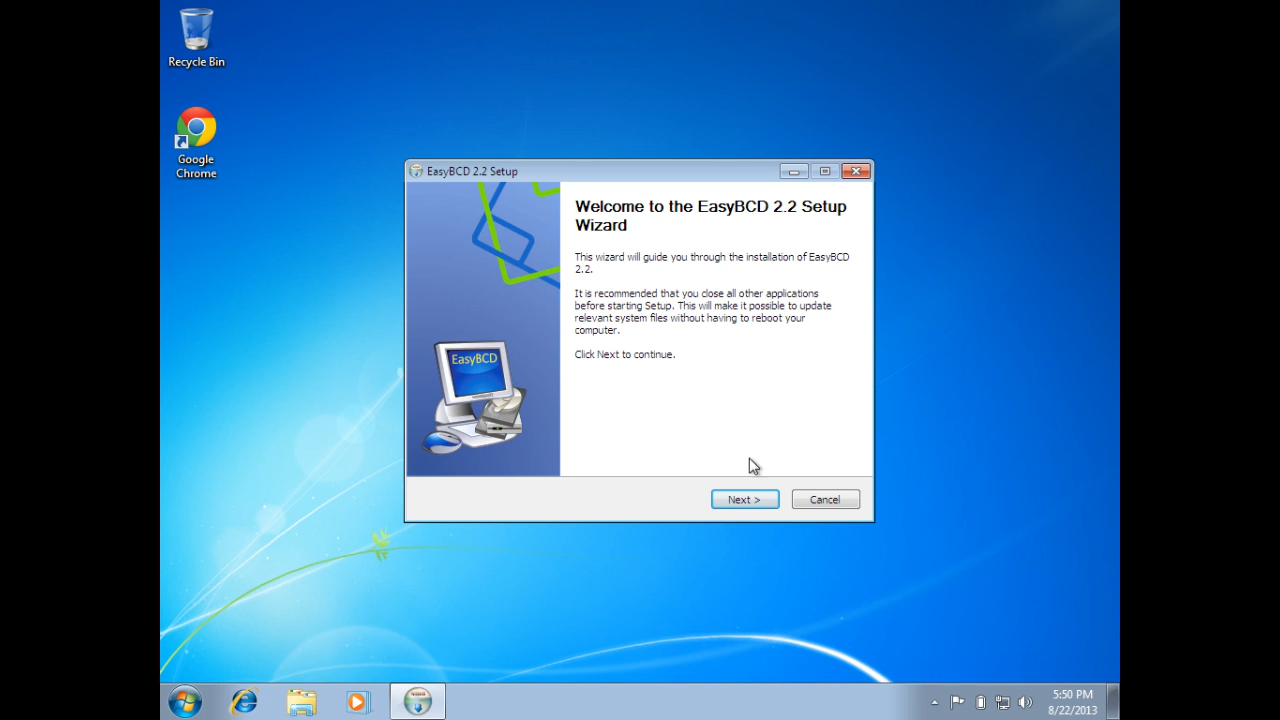 Recycle Bin
Google
Chrome
EasyBCD 2.2 Setup
Welcome to the EasyBCD 2.2 Setup
Wizard
This wizard will guide you through the installation of EasyBCD
2.2.
It is recommended that you close all other applications
before starting Setup. This will make it possible to update
relevant system files without having to reboot your
computer.
Click Next to continue.
EasyBCD
Next >
Cancel
5:50 PM
8/22/2013